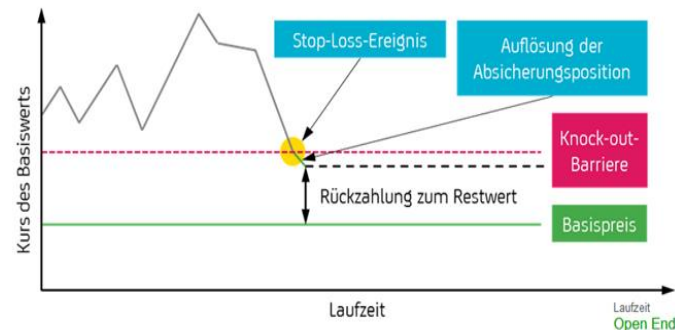 Stop-Loss-Ereignis
Auflösung der
Absicherungsposition
Knock-out-
Barriere
Rückzahlung zum Restwert
Basispreis
Kurs des Basiswerts
Laufzeit
Laufzeit
Open End